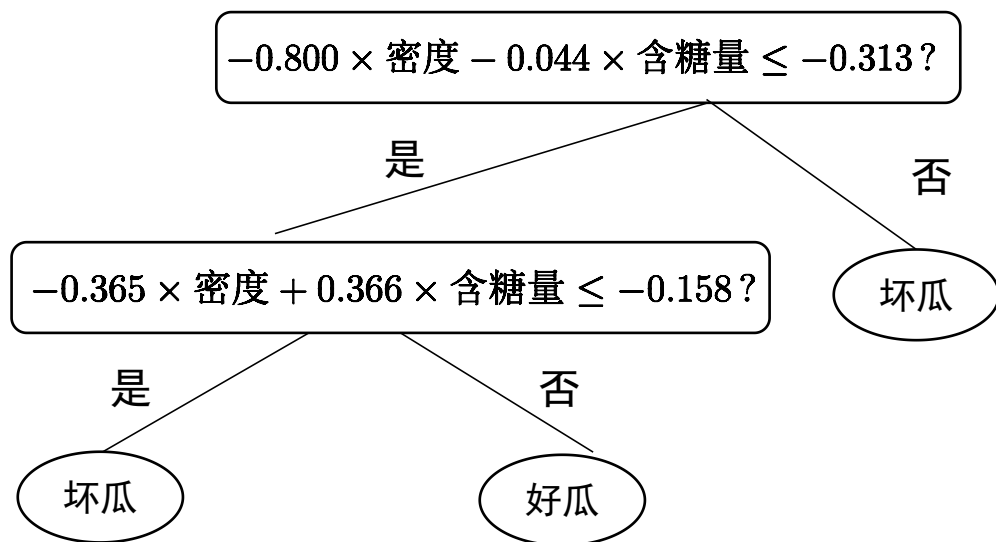 −0.800 × 密度 − 0.044 × 含糖量 ≤ −0.313?
是
否
−0.365 × 密度 + 0.366 × 含糖量 ≤ −0.158?
坏瓜
是
否
坏瓜
好瓜